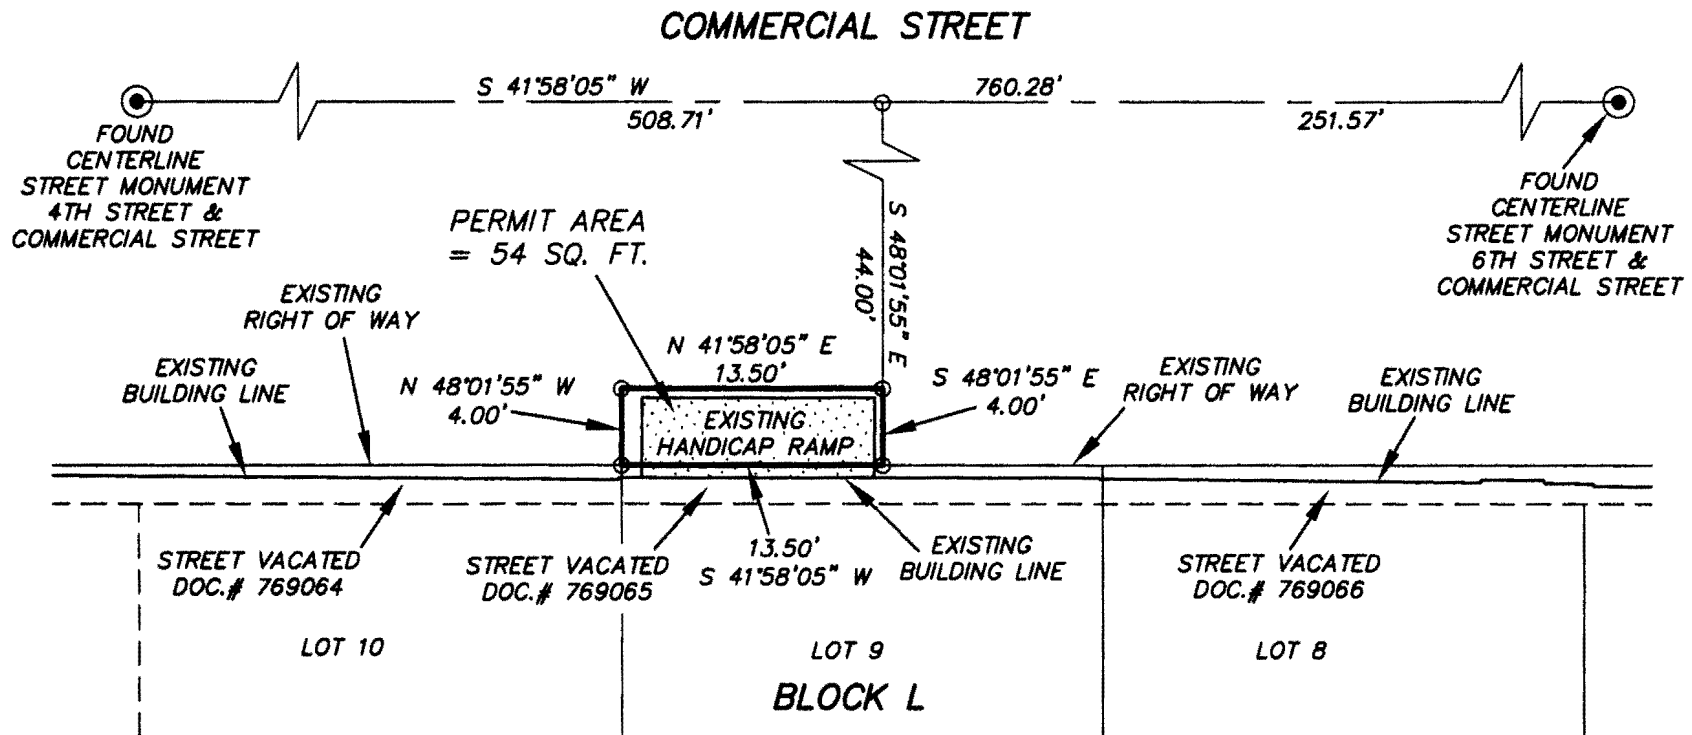 COMMERCIAL STREET
S 41°58'05" W
508.71'
760.28'
251.57'
FOUND
CENTERLINE
STREET MONUMENT
4TH STREET &
COMMERCIAL STREET
FOUND
CENTERLINE
STREET MONUMENT
6TH STREET &
COMMERCIAL STREET
PERMIT AREA
= 54 SQ. FT.
S 48°01'55" E
44.00'
EXISTING
RIGHT OF WAY
EXISTING
BUILDING LINE
N 48°01'55" W
4.00'
N 41°58'05" E
13.50'
S 48°01'55" E
4.00'
EXISTING
RIGHT OF WAY
EXISTING
BUILDING LINE
EXISTING
HANDICAP RAMP
STREET VACATED
DOC.# 769064
STREET VACATED
DOC.# 769065
13.50'
S 41°58'05" W
EXISTING
BUILDING LINE
STREET VACATED
DOC.# 769066
LOT 10
LOT 9
LOT 8
BLOCK L